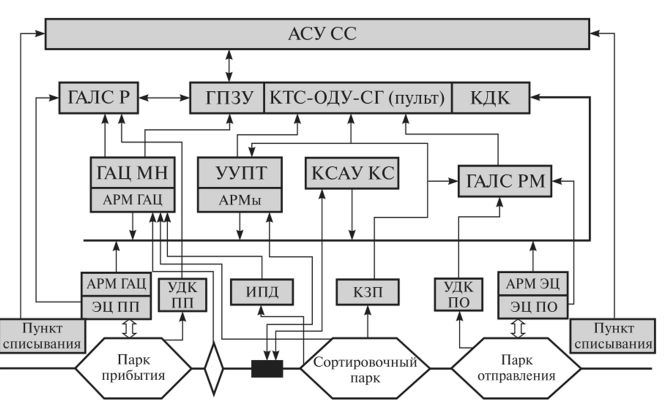 АСУ СС
ГАЛС Р
ГПЗУ
КТС-ОДУ-СГ (пульт)
КДК
ГАЦ МН
АРМ ГАЦ
УУПТ
АРМы
КСАУ КС
ГАЛС РМ
АРМ ГАЦ
ЭЦ ПП
УДК
ПП
ИПД
КЗП
УДК
ПО
АРМ ЭЦ
ЭЦ ПО
Пункт
списывания
Пункт
списывания
Парк
прибытия
Сортировочный
парк
Парк
отправления